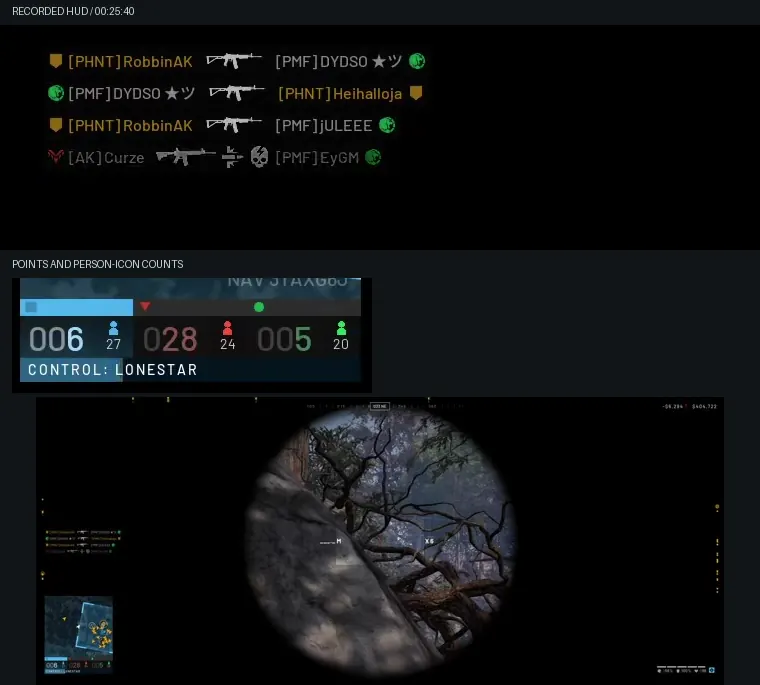 RECORDED HUD / 00:25:40
[PHNT] RobbinAK [PMF] DYDSO ★ツ
[PMF] DYDSO ★ツ [PHNT] Heihalloja
[PHNT] RobbinAK [PMF] jULEEE
[AK] Curze [PMF] EyGM
POINTS AND PERSON-ICON COUNTS
006 27 028 24 005 20
CONTROL: LONESTAR